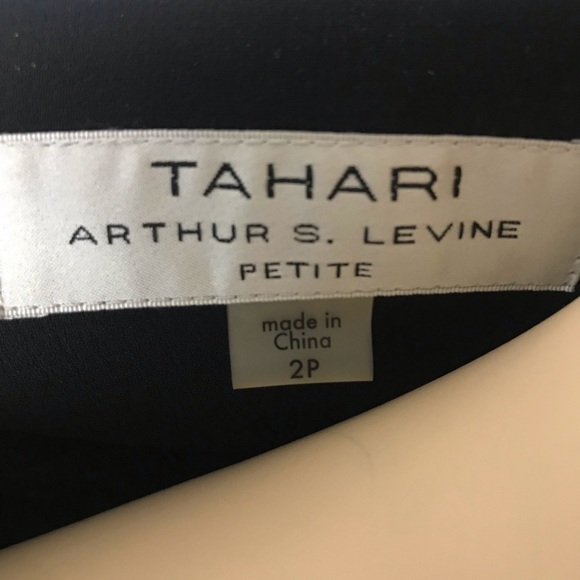 TAHARI
ARTHUR S. LEVINE
PETITE
made in
China
2P